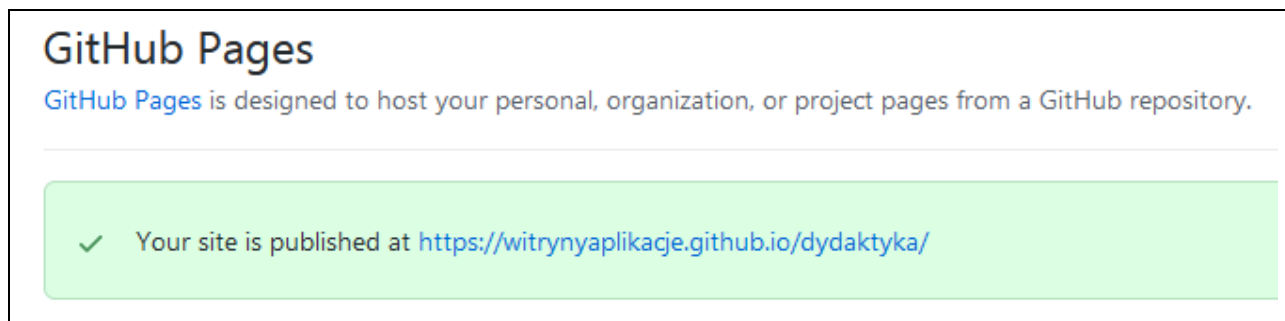 GitHub Pages
GitHub Pages is designed to host your personal, organization, or project pages from a GitHub repository.
Your site is published at https://witrynyaplikacje.github.io/dydaktyka/